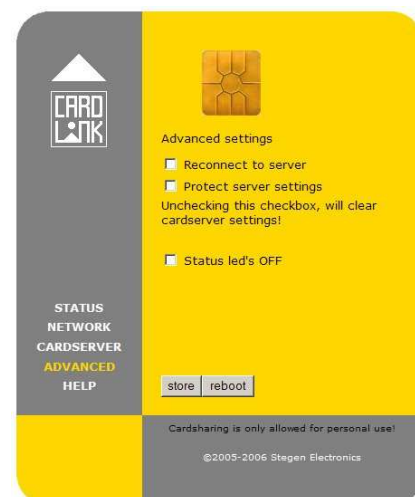 CARD
LINK
Advanced settings
Reconnect to server
Protect server settings
Unchecking this checkbox, will clear
cardserver settings!
Status led's OFF
STATUS
NETWORK
CARDSERVER
ADVANCED
HELP
store reboot
Cardsharing is only allowed for personal use!
©2005-2006 Stegen Electronics